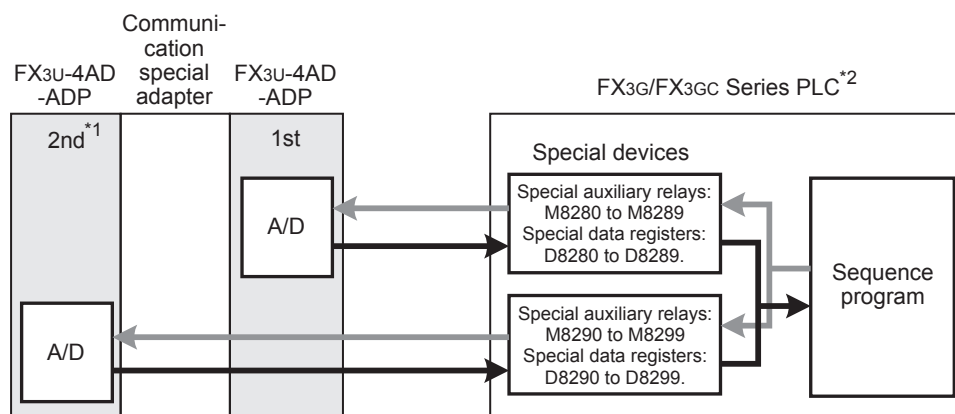 Communi-
cation
special
adapter
FX3U-4AD
-ADP
FX3U-4AD
-ADP
FX3G/FX3GC Series PLC*2
2nd*1
1st
Special devices
Special auxiliary relays:
M8280 to M8289
Special data registers:
D8280 to D8289.
A/D
Sequence
program
Special auxiliary relays:
M8290 to M8299
Special data registers:
D8290 to D8299.
A/D